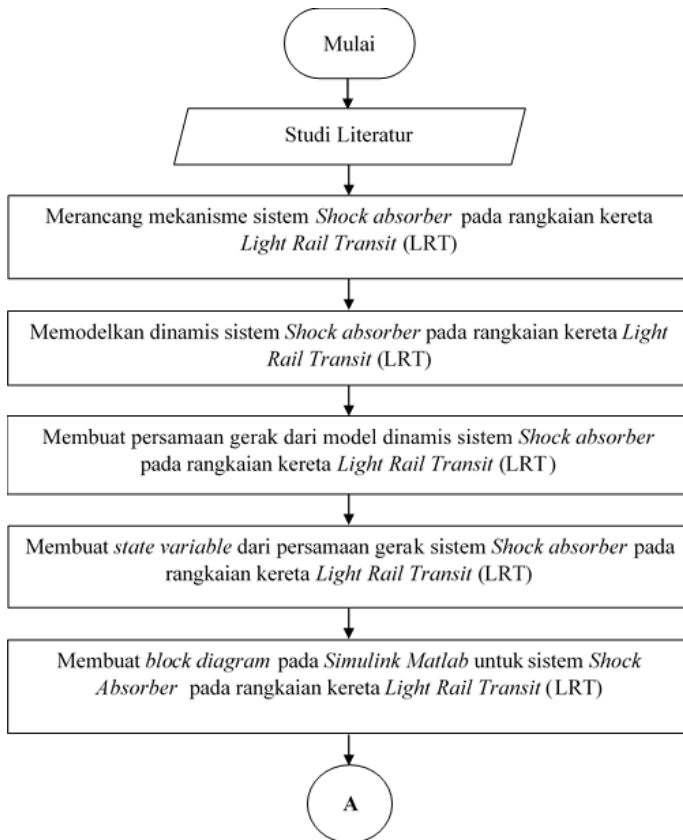 Mulai
Studi Literatur
Merancang mekanisme sistem Shock absorber pada rangkaian kereta
Light Rail Transit (LRT)
Memodelkan dinamis sistem Shock absorber pada rangkaian kereta Light
Rail Transit (LRT)
Membuat persamaan gerak dari model dinamis sistem Shock absorber
pada rangkaian kereta Light Rail Transit (LRT)
Membuat state variable dari persamaan gerak sistem Shock absorber pada
rangkaian kereta Light Rail Transit (LRT)
Membuat block diagram pada Simulink Matlab untuk sistem Shock
Absorber pada rangkaian kereta Light Rail Transit (LRT)
A